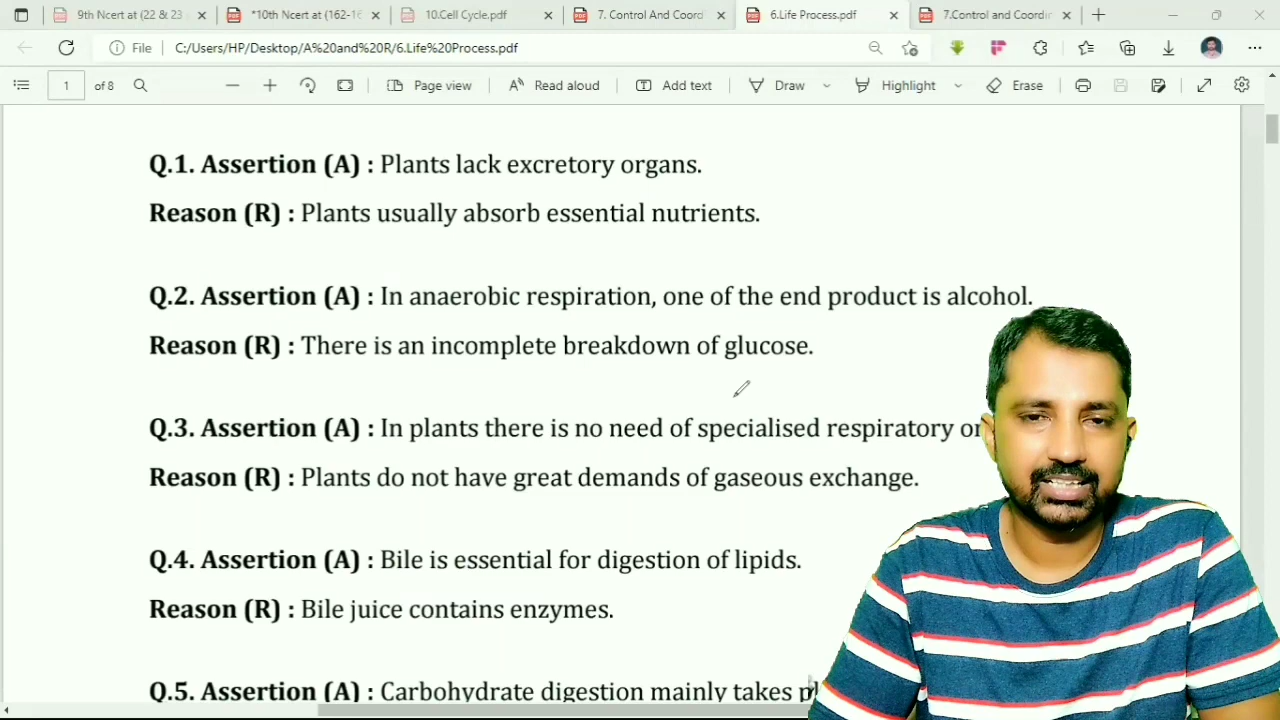 9th Ncert at (22 & 23
*10th Ncert at (162-16
10.Cell Cycle.pdf
7. Control And Coord
6.Life Process.pdf
7.Control and Coordi
File C:/Users/HP/Desktop/A%20and%20R/6.Life%20Process.pdf
1 of 8 Page view Read aloud Add text Draw Highlight Erase
Q.1. Assertion (A) : Plants lack excretory organs.
Reason (R) : Plants usually absorb essential nutrients.
Q.2. Assertion (A) : In anaerobic respiration, one of the end product is alcohol.
Reason (R) : There is an incomplete breakdown of glucose.
Q.3. Assertion (A) : In plants there is no need of specialised respiratory
Reason (R) : Plants do not have great demands of gaseous exchange.
Q.4. Assertion (A) : Bile is essential for digestion of lipids.
Reason (R) : Bile juice contains enzymes.
Q.5. Assertion (A) : Carbohydrate digestion mainly takes